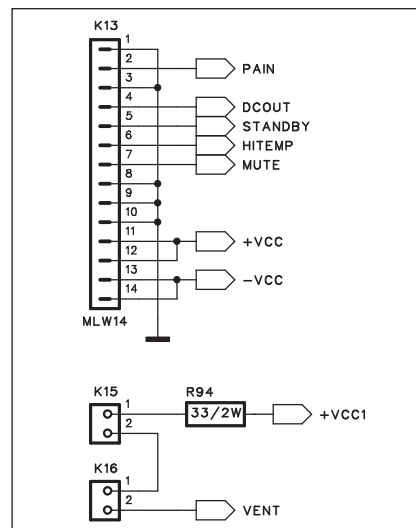 K13
1
2
PAIN
3
4
DCOUT
5
STANDBY
6
HITEMP
7
MUTE
8
9
10
11
+VCC
12
13
-VCC
14
MLW14
K15
R94
1
33/2W
+VCC1
2
K16
1
2
VENT